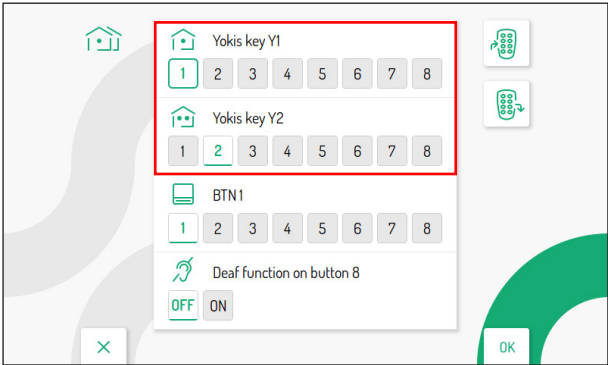 Yokis key Y1
1 2 3 4 5 6 7 8
Yokis key Y2
1 2 3 4 5 6 7 8
BTN 1
1 2 3 4 5 6 7 8
Deaf function on button 8
OFF ON
OK